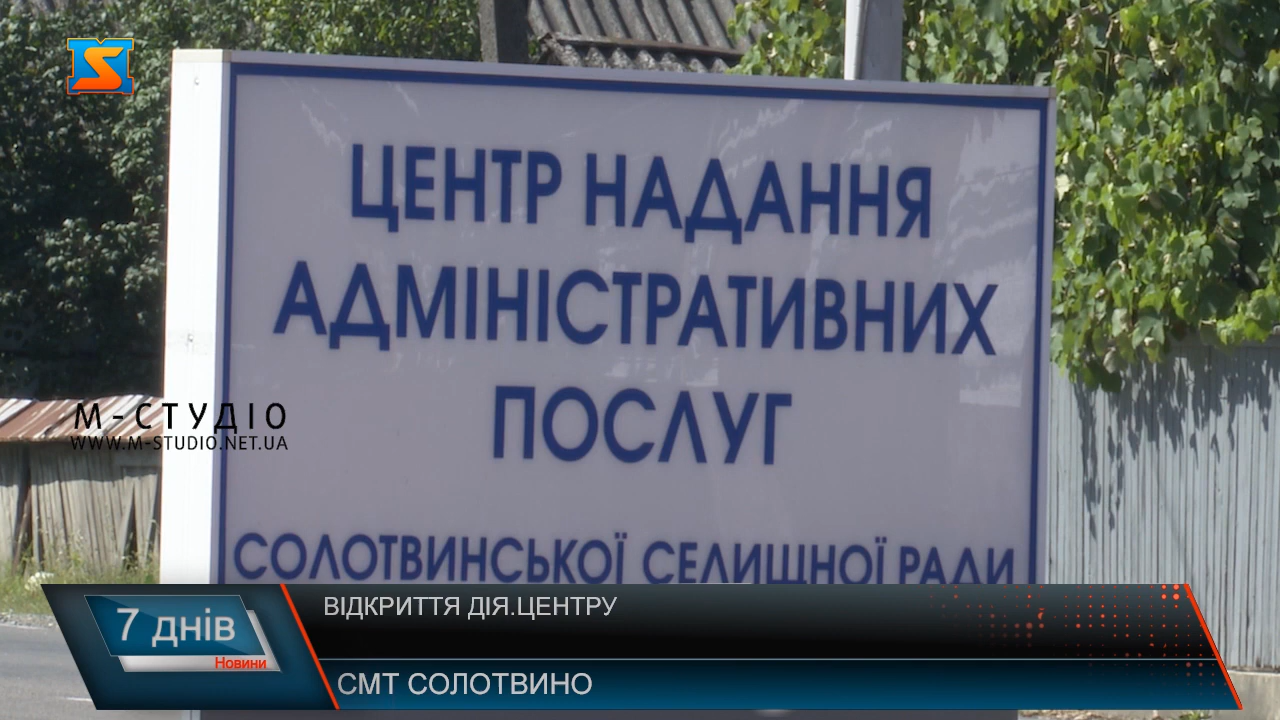 ЦЕНТР НАДАННЯ
АДМІНІСТРАТИВНИХ
ПОСЛУГ
СОЛОТВИНСЬКОЇ СЕЛИЩНОЇ РАДИ
М-СТУДІО
WWW.M-STUDIO.NET.UA
7 днів
Новини
ВІДКРИТТЯ ДІЯ.ЦЕНТРУ
СМТ СОЛОТВИНО